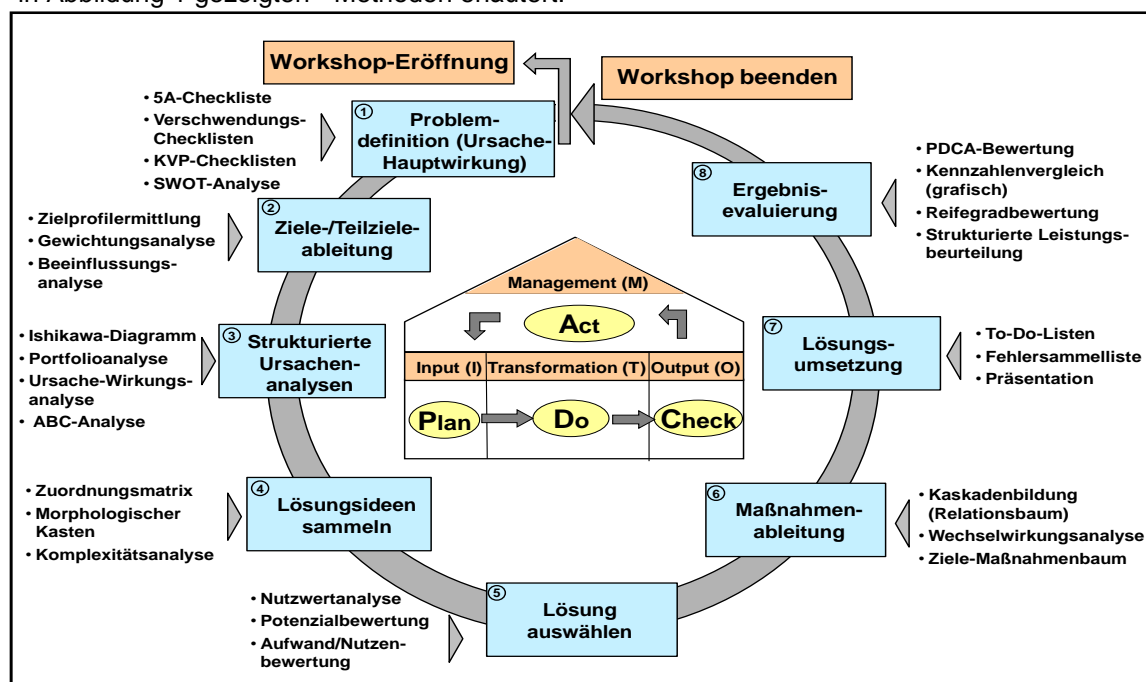 in Abbildung 1 gezeigten - Methoden erläutert.
Workshop-Eröffnung
Workshop beenden
• 5A-Checkliste
• Verschwendungs-
Checklisten
• KVP-Checklisten
• SWOT-Analyse
① Problem-
definition (Ursache-
Hauptwirkung)
• Zielprofilermittlung
• Gewichtungsanalyse
• Beeinflussungs-
analyse
② Ziele-/Teilziele-
ableitung
• Ishikawa-Diagramm
• Portfolioanalyse
• Ursache-Wirkungs-
analyse
• ABC-Analyse
③ Strukturierte
Ursachen-
analysen
• Zuordnungsmatrix
• Morphologischer
Kasten
• Komplexitätsanalyse
④ Lösungsideen
sammeln
• Nutzwertanalyse
• Potenzialbewertung
• Aufwand/Nutzen-
bewertung
⑤ Lösung
auswählen
⑥ Maßnahmen-
ableitung
• Kaskadenbildung
(Relationsbaum)
• Wechselwirkungsanalyse
• Ziele-Maßnahmenbaum
⑦ Lösungs-
umsetzung
• To-Do-Listen
• Fehlersammelliste
• Präsentation
⑧ Ergebnis-
evaluierung
• PDCA-Bewertung
• Kennzahlenvergleich
(grafisch)
• Reifegradbewertung
• Strukturierte Leistungs-
beurteilung
Management (M)
Act
Input (I) Transformation (T) Output (O)
Plan Do Check